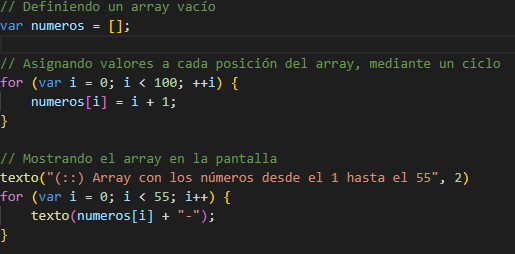 // Definiendo un array vacío
var numeros = [];
// Asignando valores a cada posición del array, mediante un ciclo
for (var i = 0; i < 100; ++i) {
    numeros[i] = i + 1;
}
// Mostrando el array en la pantalla
texto("(::) Array con los números desde el 1 hasta el 55", 2)
for (var i = 0; i < 55; i++) {
    texto(numeros[i] + "-");
}